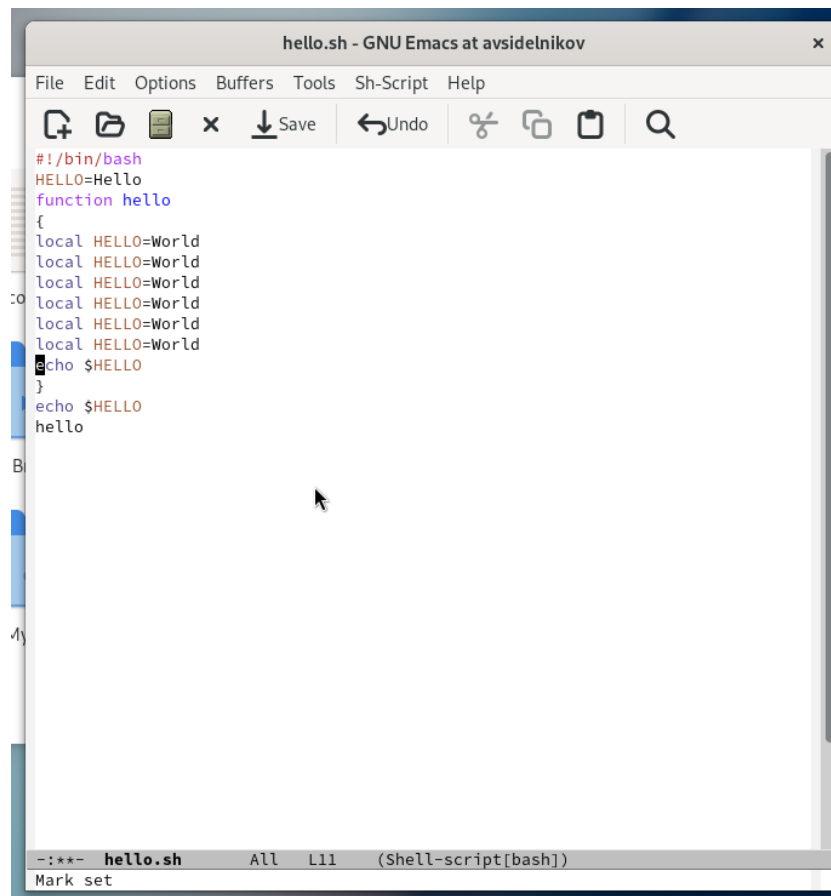 hello.sh - GNU Emacs at avsidelnikov
File Edit Options Buffers Tools Sh-Script Help
Save Undo
#!/bin/bash
HELLO=Hello
function hello
{
local HELLO=World
local HELLO=World
local HELLO=World
local HELLO=World
local HELLO=World
local HELLO=World
echo $HELLO
}
echo $HELLO
hello
-:**- hello.sh All L11 (Shell-script[bash])
Mark set